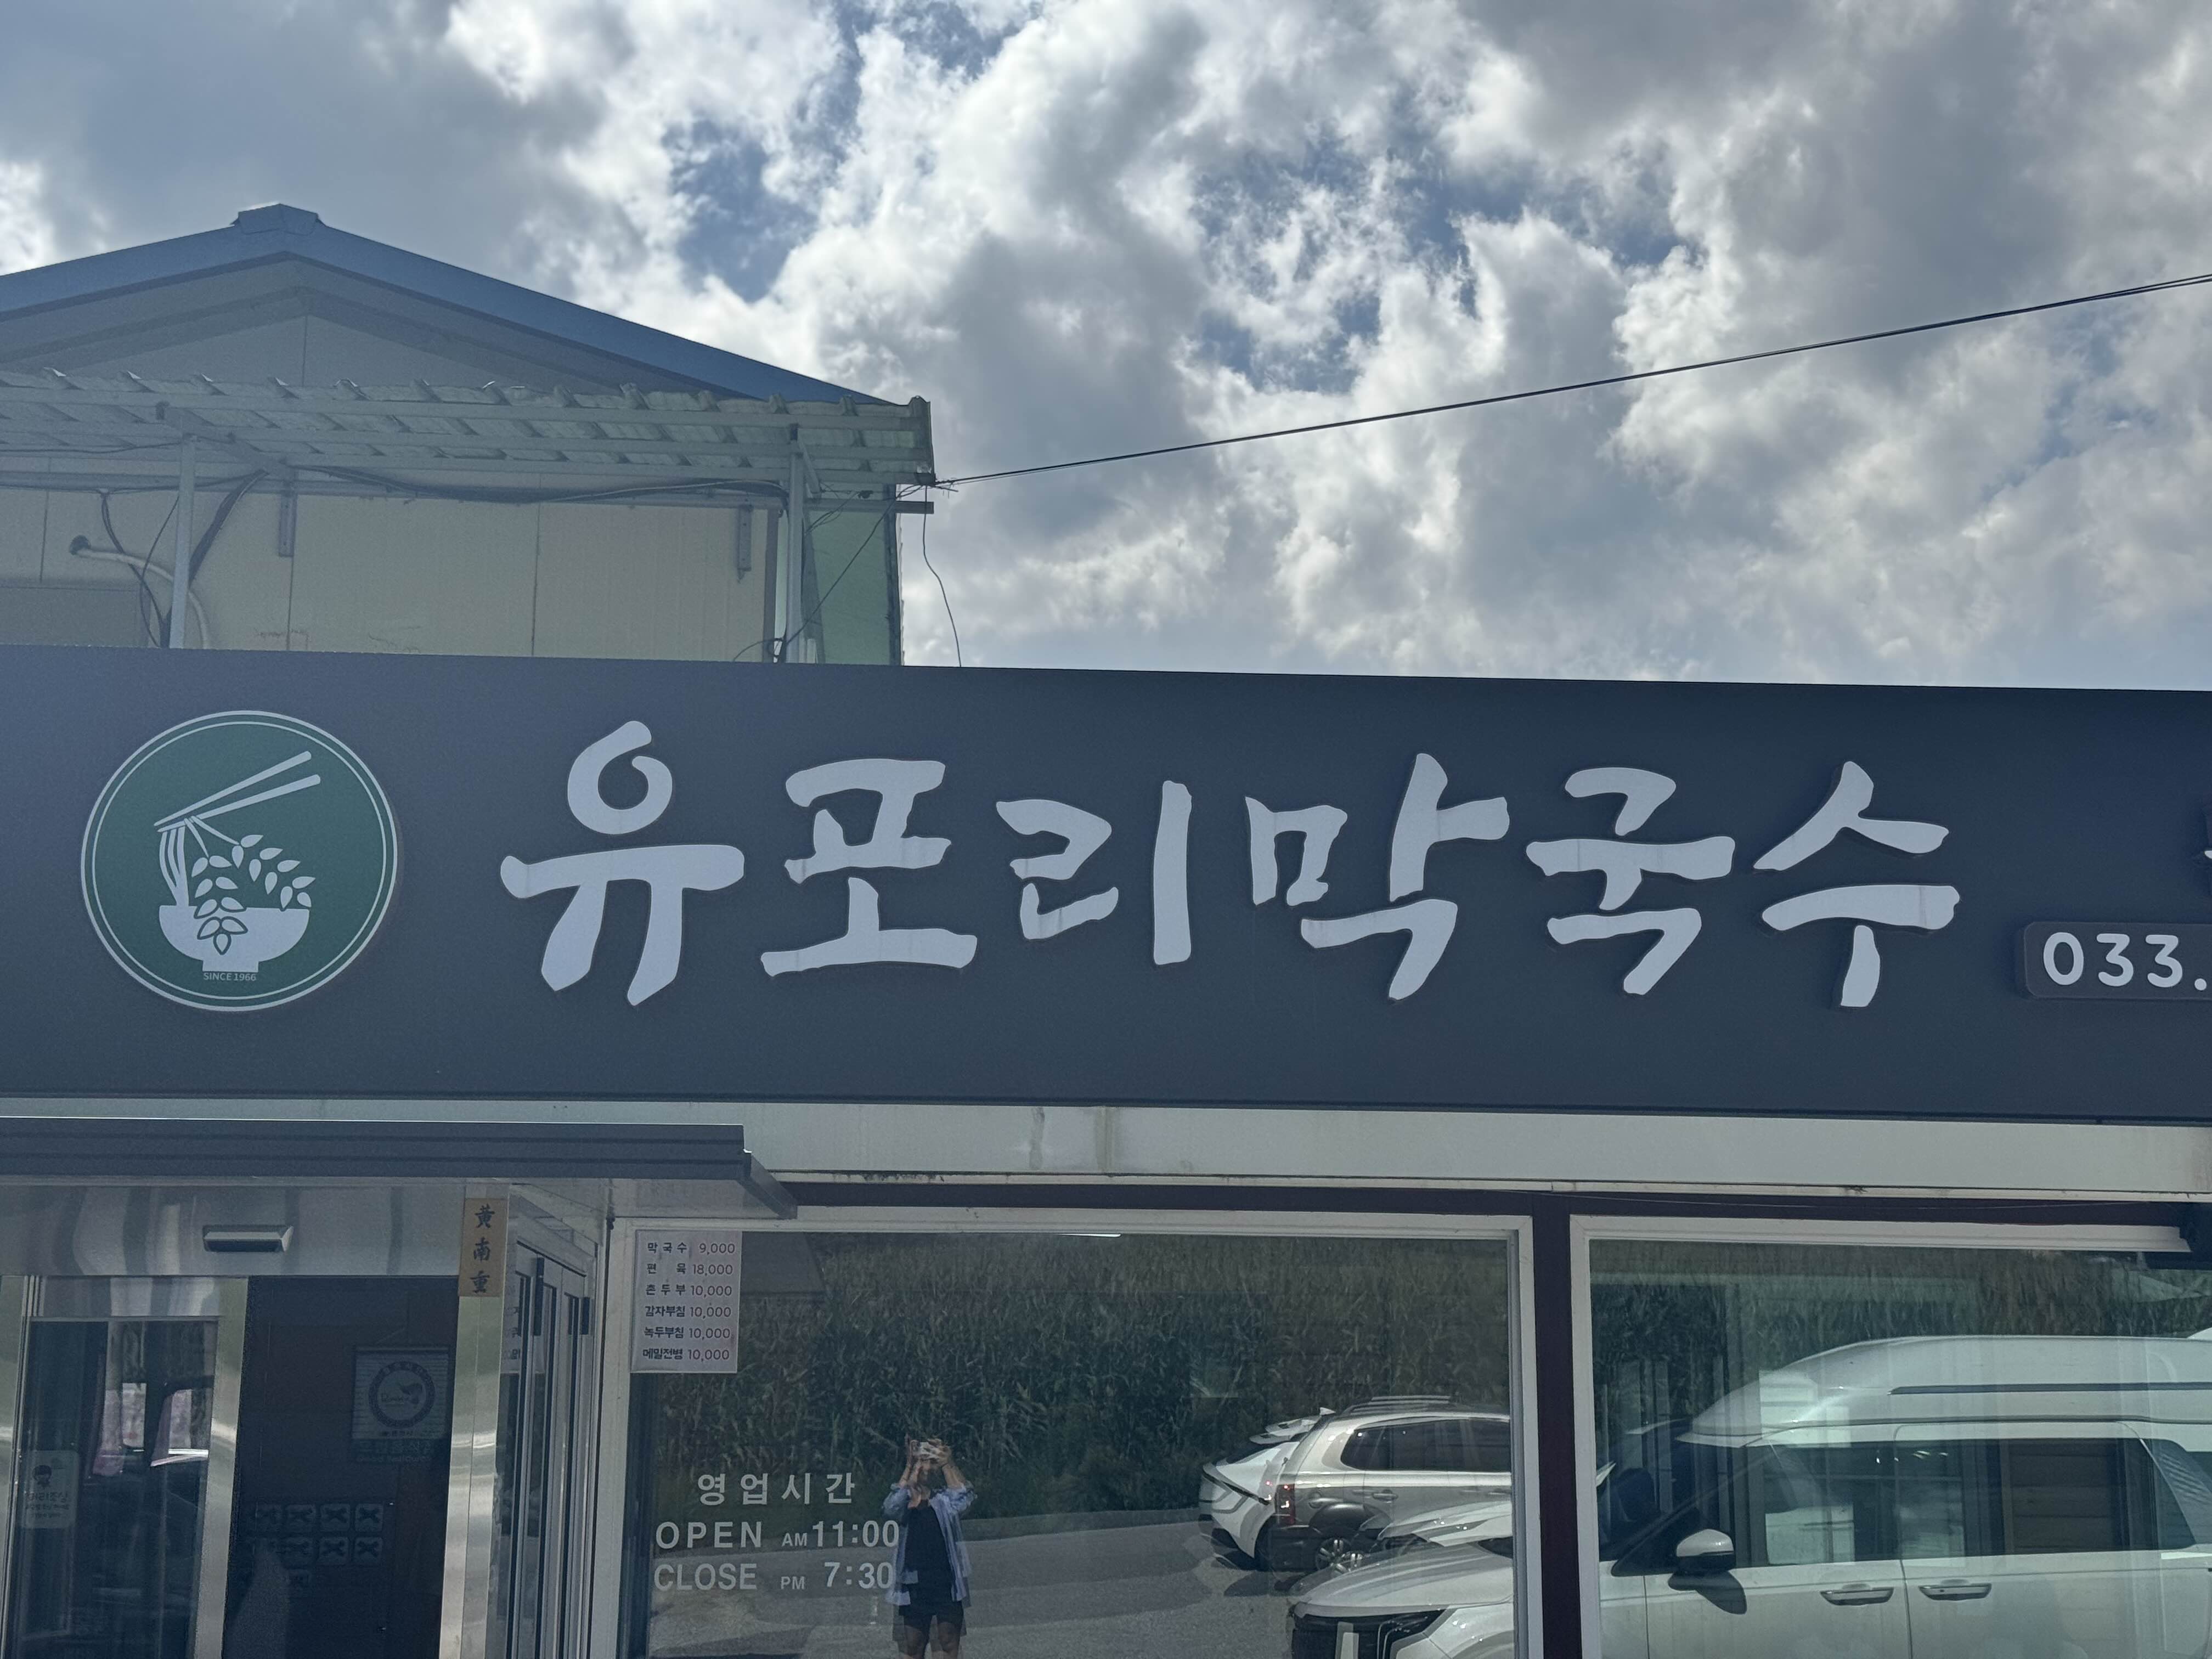 유포리막국수
033.
SINCE 1966
黄南重
막국수 9,000
편육 18,000
촌두부 10,000
감자부침 10,000
녹두부침 10,000
메밀전병 10,000
영업시간
OPEN AM 11:00
CLOSE PM 7:30